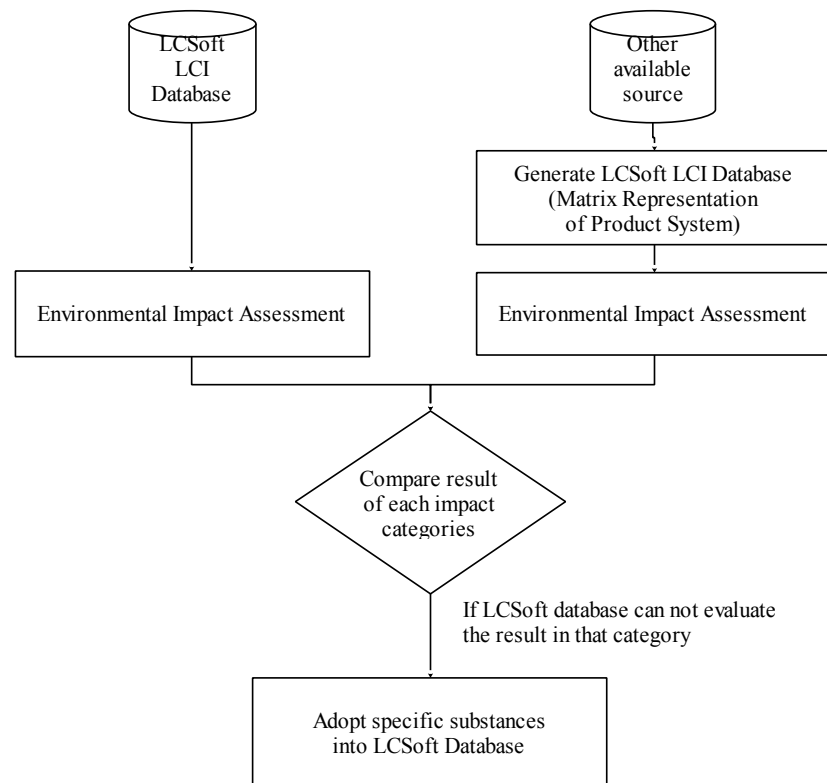 LCSoft
LCI
Database
Other
available
source
Generate LCSoft LCI Database
(Matrix Representation
of Product System)
Environmental Impact Assessment
Environmental Impact Assessment
Compare result
of each impact
categories
If LCSoft database can not evaluate
the result in that category
Adopt specific substances
into LCSoft Database